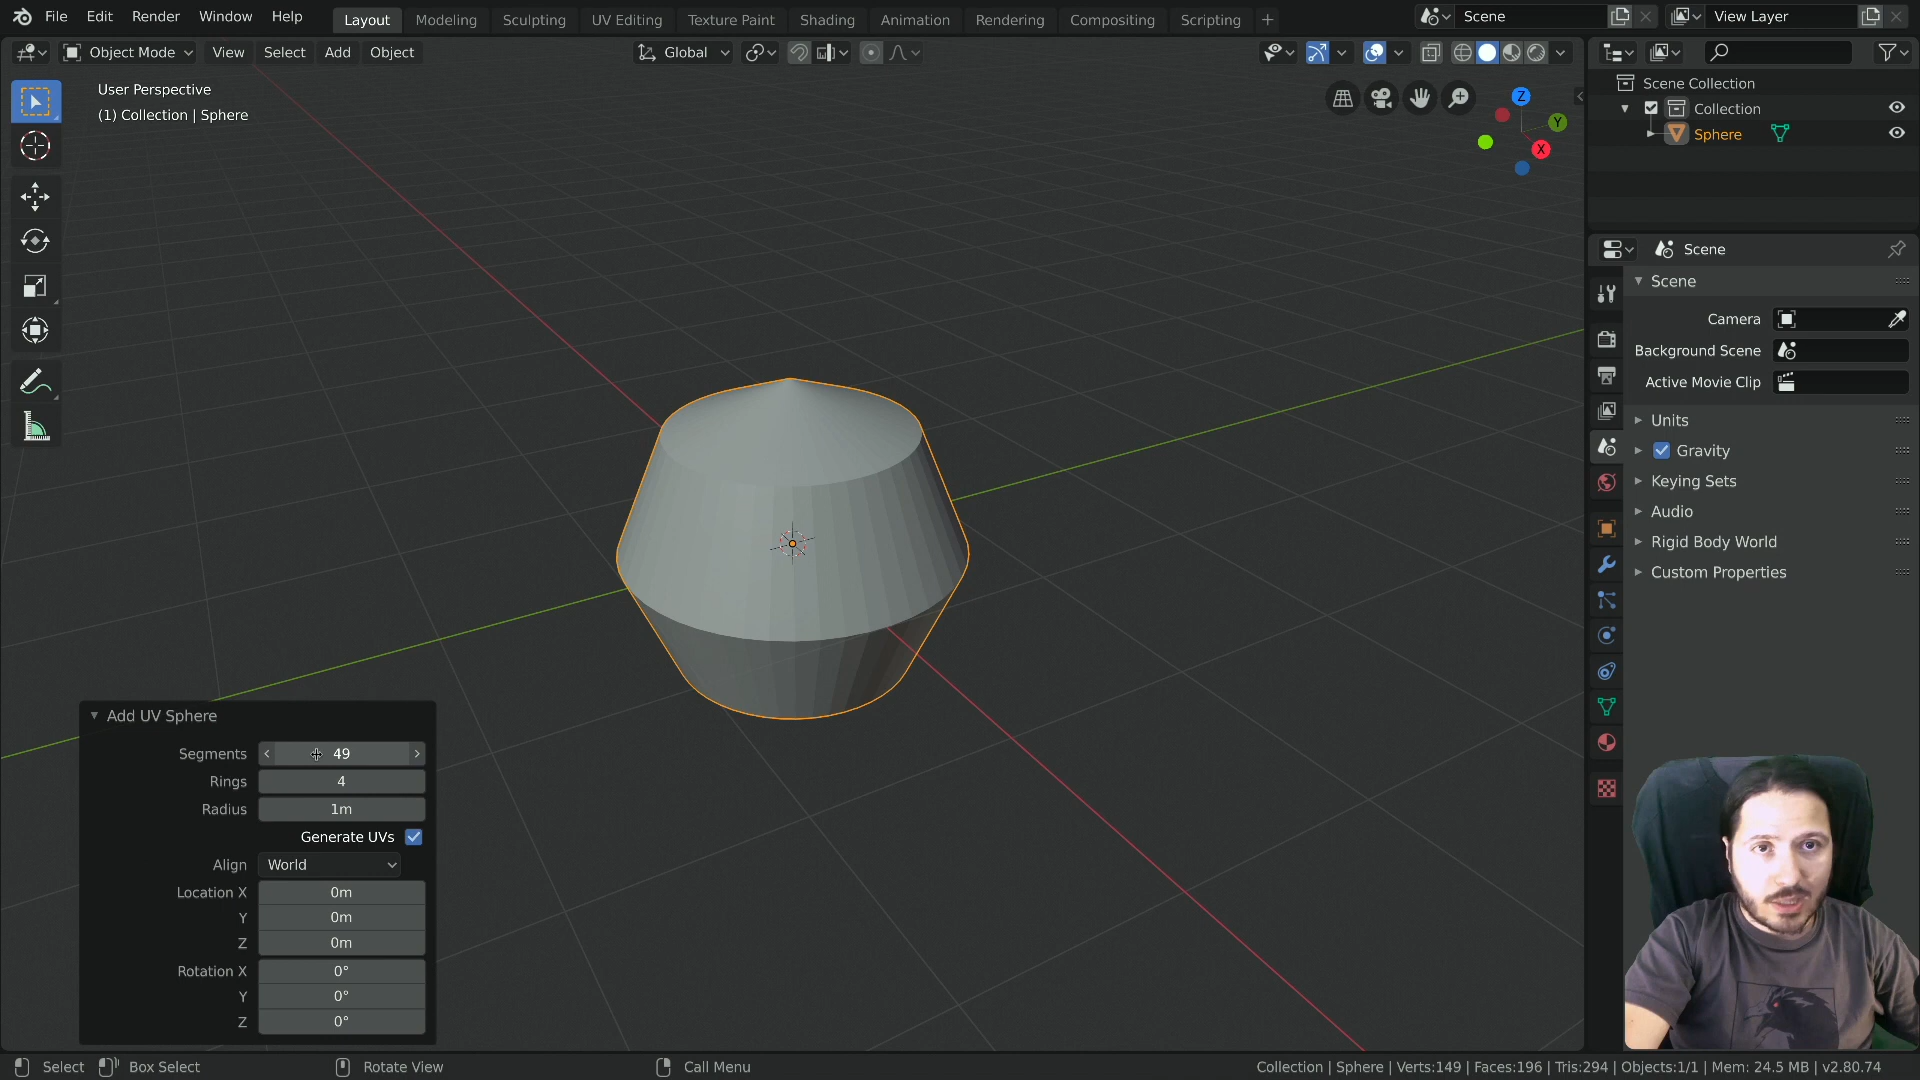 File Edit Render Window Help Layout Modeling Sculpting UV Editing Texture Paint Shading Animation Rendering Compositing Scripting + Scene View Layer
Object Mode View Select Add Object Global
User Perspective
(1) Collection | Sphere
Z
Y
X
Scene Collection
Collection
Sphere
Scene
Scene
Camera
Background Scene
Active Movie Clip
Units
Gravity
Keying Sets
Audio
Rigid Body World
Custom Properties
Add UV Sphere
Segments 49
Rings 4
Radius 1m
Generate UVs
Align World
Location X 0m
Y 0m
Z 0m
Rotation X 0°
Y 0°
Z 0°
Select Box Select Rotate View Call Menu Collection | Sphere | Verts:149 | Faces:196 | Tris:294 | Objects:1/1 | Mem: 24.5 MB | v2.80.74